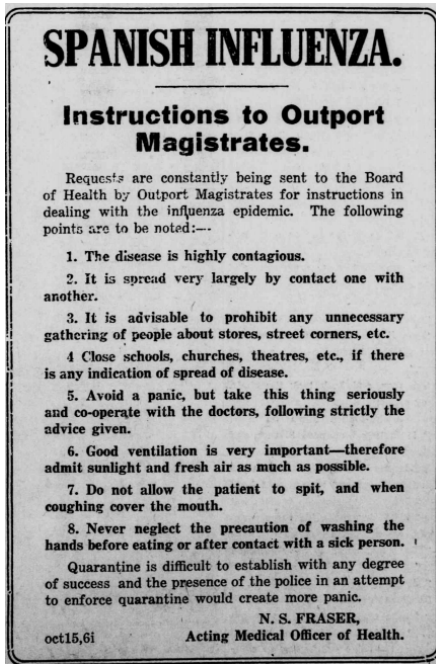 SPANISH INFLUENZA.
Instructions to Outport
Magistrates.
Requests are constantly being sent to the Board
of Health by Outport Magistrates for instructions in
dealing with the influenza epidemic. The following
points are to be noted:—
1. The disease is highly contagious.
2. It is spread very largely by contact one with
another.
3. It is advisable to prohibit any unnecessary
gathering of people about stores, street corners, etc.
4 Close schools, churches, theatres, etc., if there
is any indication of spread of disease.
5. Avoid a panic, but take this thing seriously
and co-operate with the doctors, following strictly the
advice given.
6. Good ventilation is very important—therefore
admit sunlight and fresh air as much as possible.
7. Do not allow the patient to spit, and when
coughing cover the mouth.
8. Never neglect the precaution of washing the
hands before eating or after contact with a sick person.
Quarantine is difficult to establish with any degree
of success and the presence of the police in an attempt
to enforce quarantine would create more panic.
N. S. FRASER,
oct15,6i Acting Medical Officer of Health.